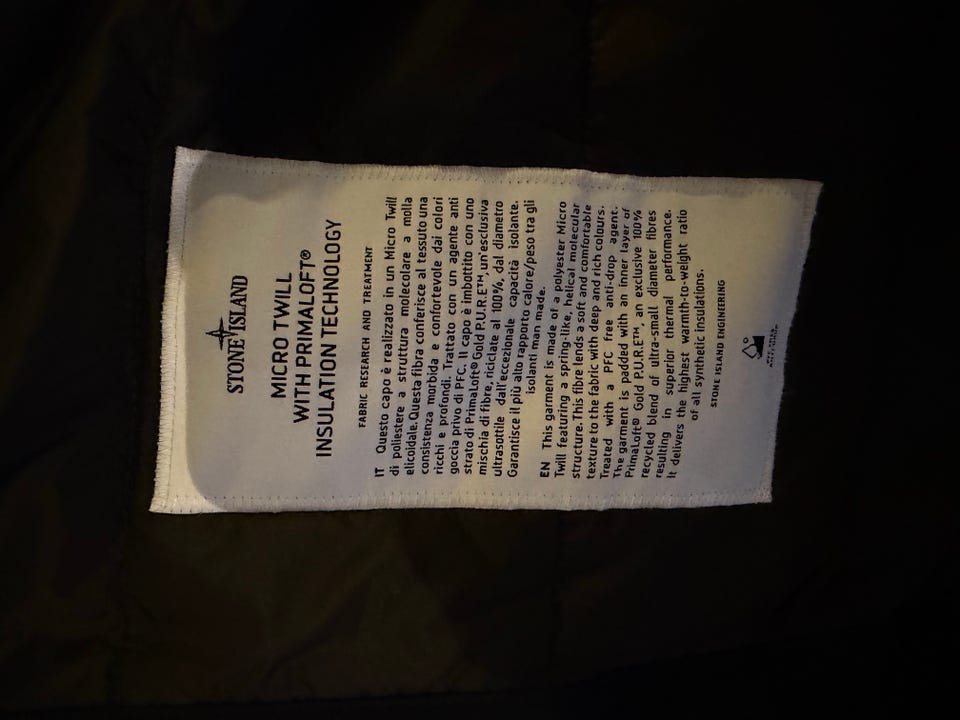 STONE ISLAND
MICRO TWILL
WITH PRIMALOFT®
INSULATION TECHNOLOGY
FABRIC RESEARCH AND TREATMENT
IT Questo capo è realizzato in un Micro Twill
di poliestere a struttura molecolare a molla
elicoidale. Questa fibra conferisce al tessuto una
consistenza morbida e confortevole dai colori
ricchi e profondi. Trattato con un agente anti
goccia privo di PFC. Il capo è imbottito con uno
strato di PrimaLoft® Gold P.U.R.E™, un'esclusiva
mischia di fibre, riciclate al 100%, dal diametro
ultrasottile dall'eccezionale capacità isolante.
Garantisce il più alto rapporto calore/peso tra gli
isolanti man made.
EN This garment is made of a polyester Micro
Twill featuring a spring-like, helical molecular
structure. This fibre lends a soft and comfortable
texture to the fabric with deep and rich colours.
Treated with a PFC free anti-drop agent.
The garment is padded with an inner layer of
PrimaLoft® Gold P.U.R.E™, an exclusive 100%
recycled blend of ultra-small diameter fibres
resulting in superior thermal performance.
It delivers the highest warmth-to-weight ratio
of all synthetic insulations.
STONE ISLAND ENGINEERING